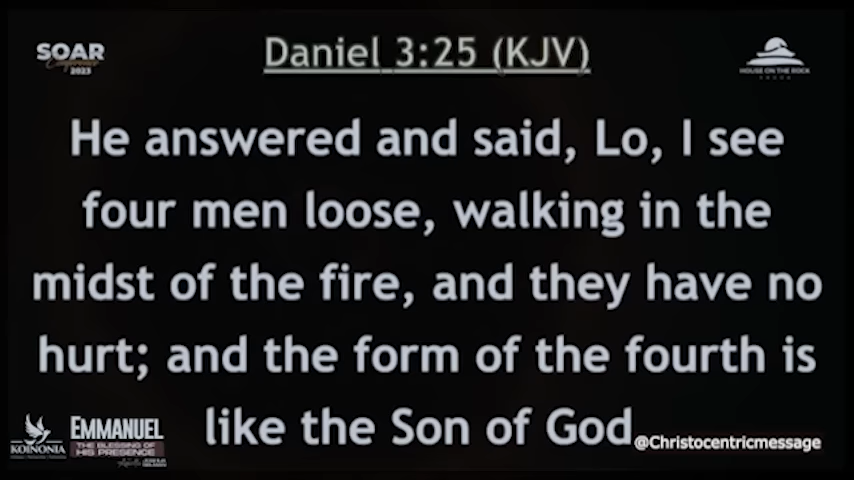 SOAR
Conference
2023
Daniel 3:25 (KJV)
HOUSE ON THE ROCK
He answered and said, Lo, I see
four men loose, walking in the
midst of the fire, and they have no
hurt; and the form of the fourth is
like the Son of God
KOINONIA
EMMANUEL
THE BLESSING OF
HIS PRESENCE
@Christocentricmessage